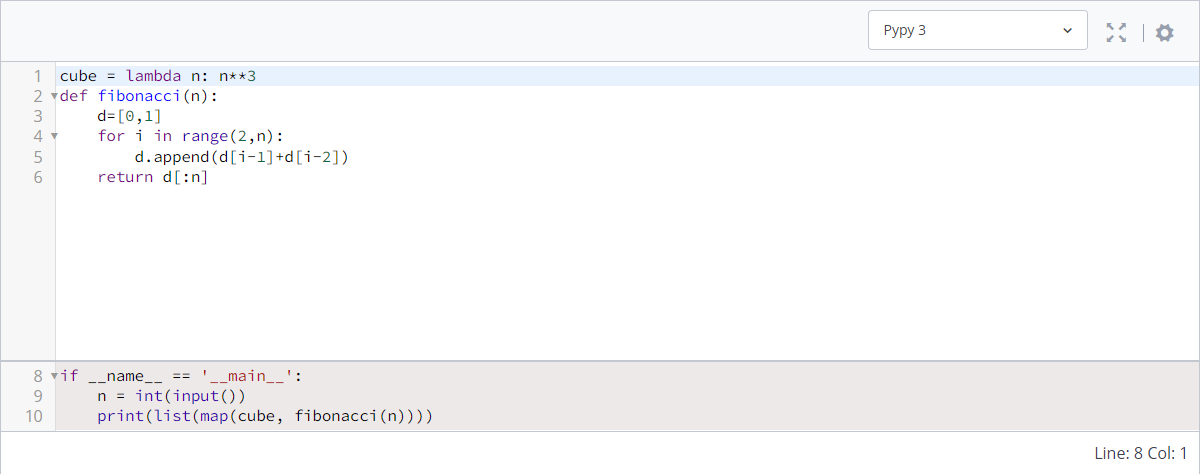 Pypy 3
1 cube = lambda n: n**3
2 def fibonacci(n):
3     d=[0,1]
4     for i in range(2,n):
5         d.append(d[i-1]+d[i-2])
6     return d[:n]
8 if __name__ == '__main__':
9     n = int(input())
10     print(list(map(cube, fibonacci(n))))
Line: 8 Col: 1